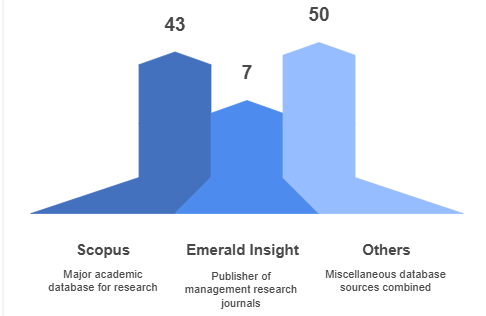 43
7
50
Scopus
Major academic
database for research
Emerald Insight
Publisher of
management research
journals
Others
Miscellaneous database
sources combined